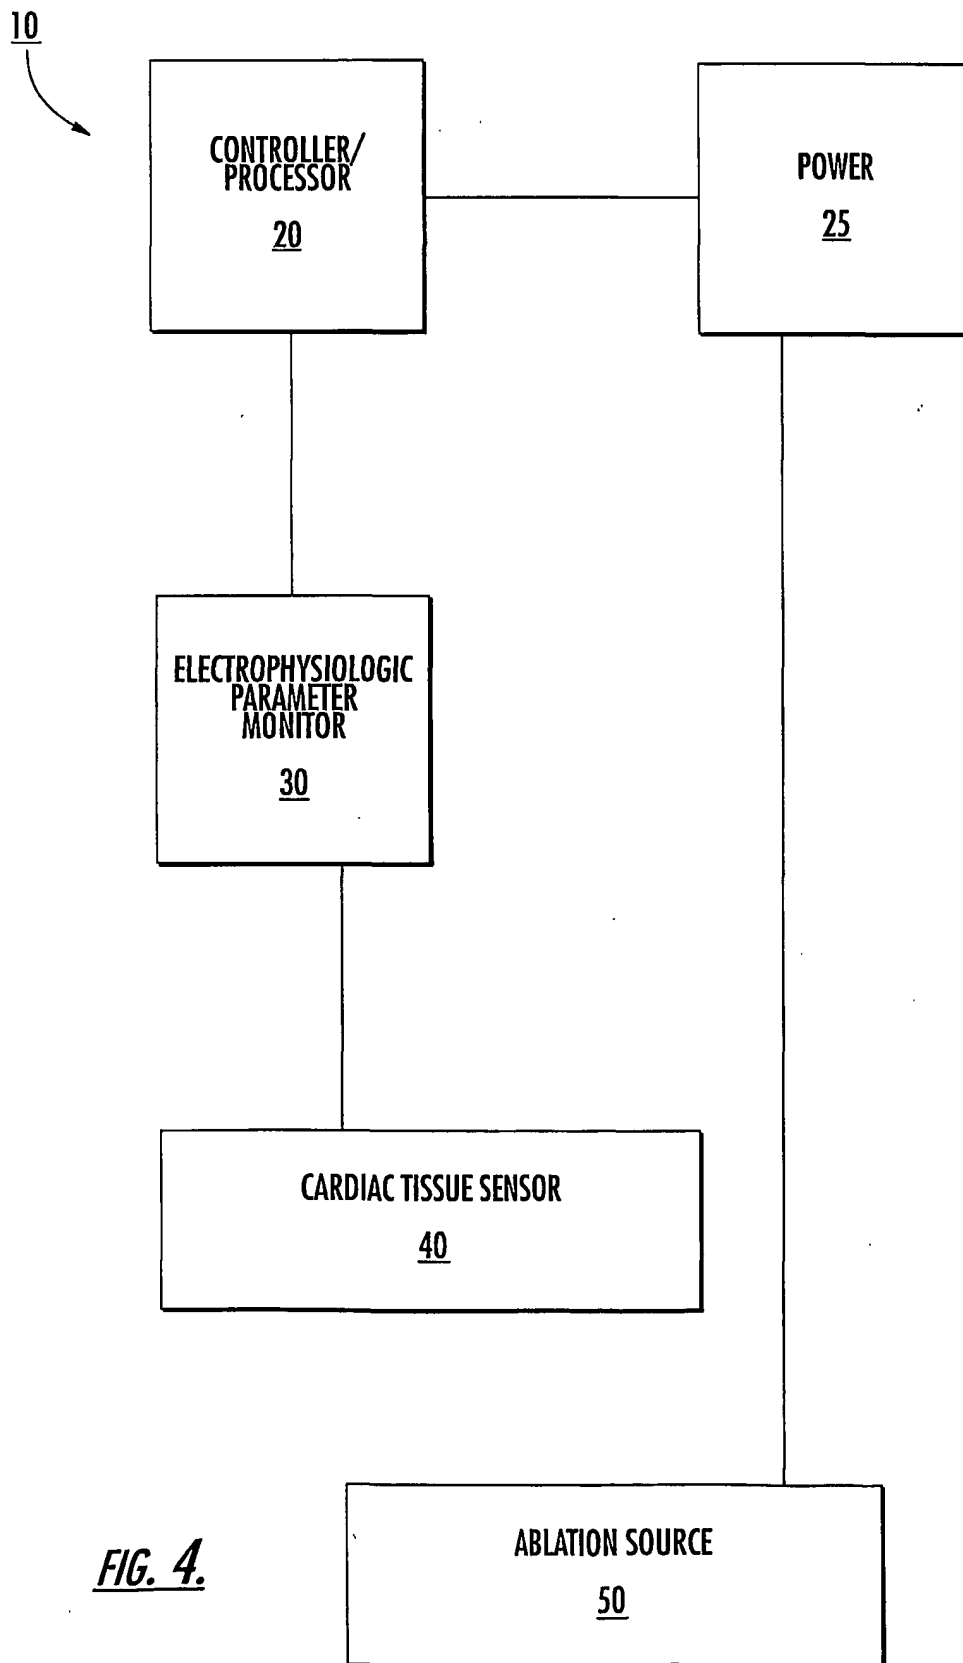 10
CONTROLLER/
PROCESSOR
20
POWER
25
ELECTROPHYSIOLOGIC
PARAMETER
MONITOR
30
CARDIAC TISSUE SENSOR
40
ABLATION SOURCE
50
FIG. 4.